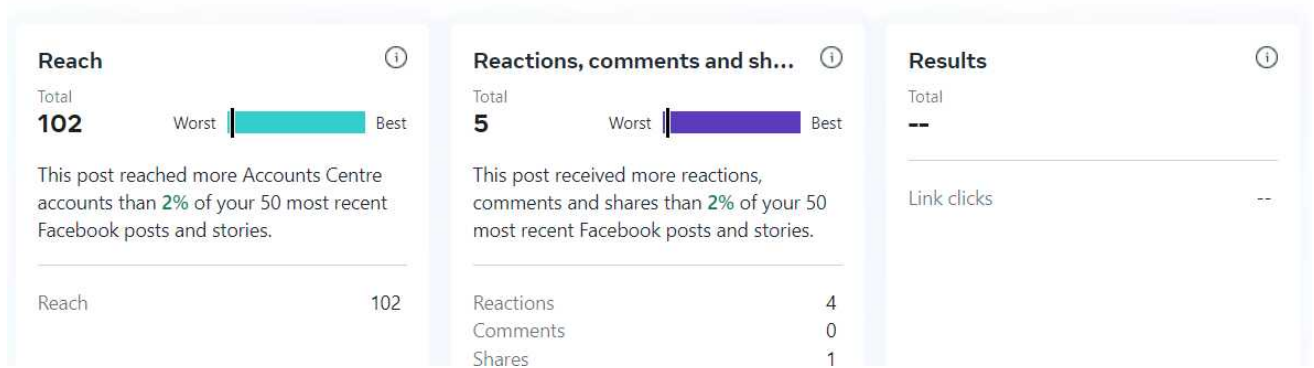 Reach
Total
102
Worst
Best
This post reached more Accounts Centre
accounts than 2% of your 50 most recent
Facebook posts and stories.
Reach 102
Reactions, comments and sh...
Total
5
Worst
Best
This post received more reactions,
comments and shares than 2% of your 50
most recent Facebook posts and stories.
Reactions 4
Comments 0
Shares 1
Results
Total
--
Link clicks --